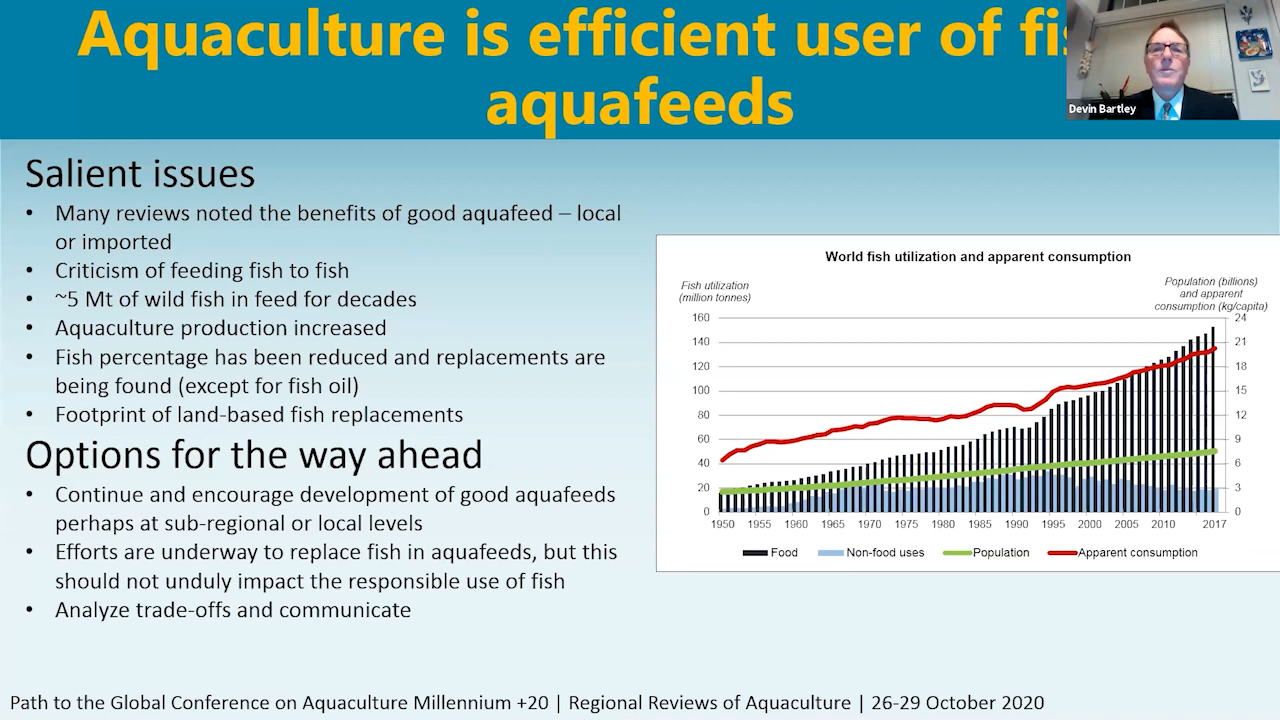 Aquaculture is efficient user of
aquafeeds
Devin Bartley
Salient issues
• Many reviews noted the benefits of good aquafeed – local
or imported
• Criticism of feeding fish to fish
• ~5 Mt of wild fish in feed for decades
• Aquaculture production increased
• Fish percentage has been reduced and replacements are
being found (except for fish oil)
• Footprint of land-based fish replacements
Options for the way ahead
• Continue and encourage development of good aquafeeds
perhaps at sub-regional or local levels
• Efforts are underway to replace fish in aquafeeds, but this
should not unduly impact the responsible use of fish
• Analyze trade-offs and communicate
World fish utilization and apparent consumption
Fish utilization
(million tonnes)
Population (billions)
and apparent
consumption (kg/capita)
160 24
140 21
120 18
100 15
80 12
60 9
40 6
20 3
0 0
1950 1955 1960 1965 1970 1975 1980 1985 1990 1995 2000 2005 2010 2017
Food Non-food uses Population Apparent consumption
Path to the Global Conference on Aquaculture Millennium +20 | Regional Reviews of Aquaculture | 26-29 October 2020